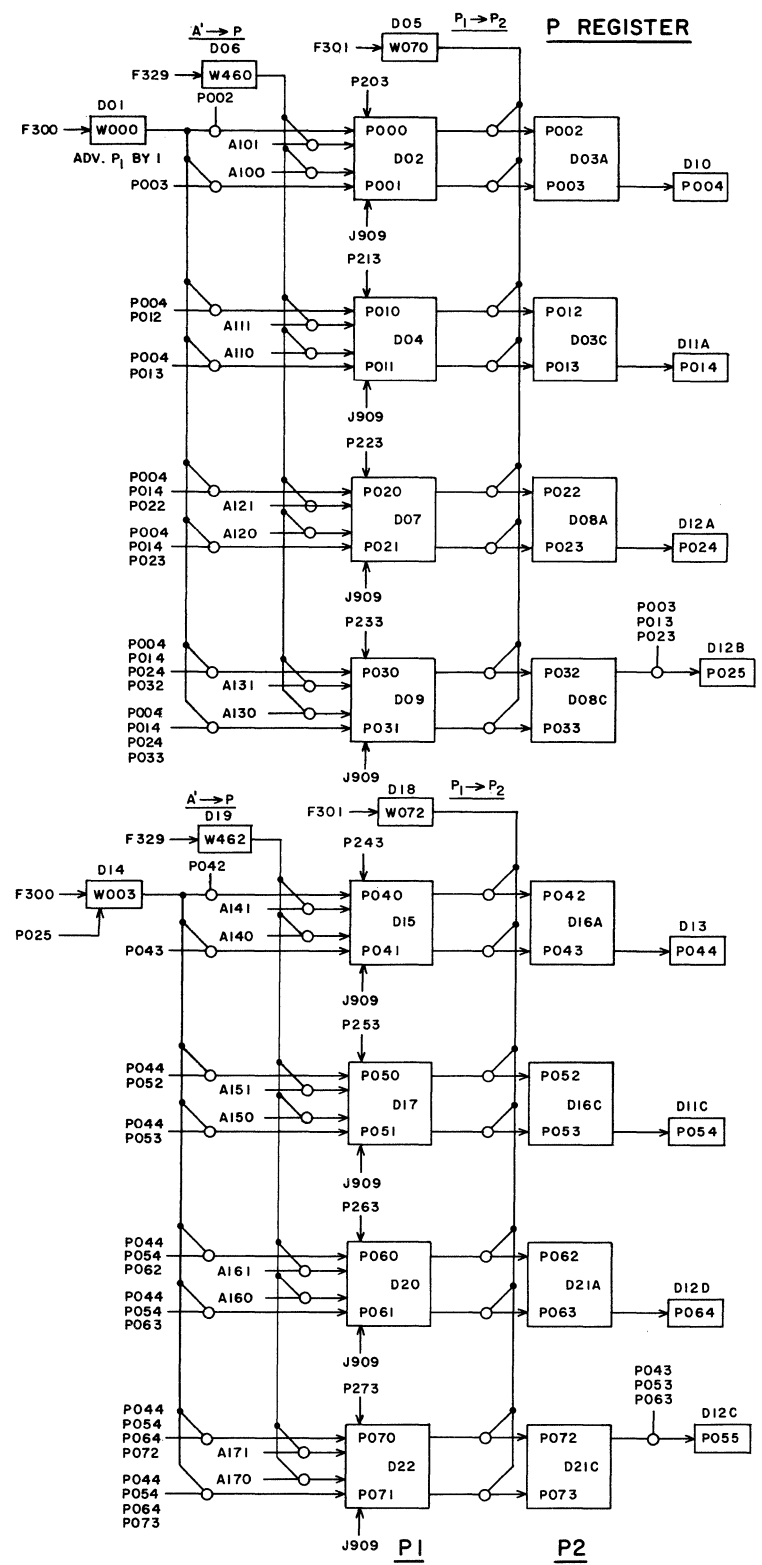 P REGISTER
A' → P
D06
W460
F329
P1 → P2
D05
W070
F301
D01
W000
F300
ADV. P1 BY 1
P002
P003
A101
A100
P203
P000
D02
P001
J909
P002
D03A
P003
D10
P004
P004
P012
P004
P013
A111
A110
P213
P010
D04
P011
J909
P012
D03C
P013
D11A
P014
P004
P014
P022
P004
P014
P023
A121
A120
P223
P020
D07
P021
J909
P022
D08A
P023
D12A
P024
P004
P014
P024
P032
P004
P014
P024
P033
A131
A130
P233
P030
D09
P031
J909
P032
D08C
P033
P003
P013
P023
D12B
P025
A' → P
D19
W462
F329
P1 → P2
D18
W072
F301
D14
W003
F300
P025
P042
P043
A141
A140
P243
P040
D15
P041
J909
P042
D16A
P043
D13
P044
P044
P052
P044
P053
A151
A150
P253
P050
D17
P051
J909
P052
D16C
P053
D11C
P054
P044
P054
P062
P044
P054
P063
A161
A160
P263
P060
D20
P061
J909
P062
D21A
P063
D12D
P064
P044
P054
P064
P072
P044
P054
P064
P073
A171
A170
P273
P070
D22
P071
J909
P072
D21C
P073
P043
P053
P063
D12C
P055
P1
P2